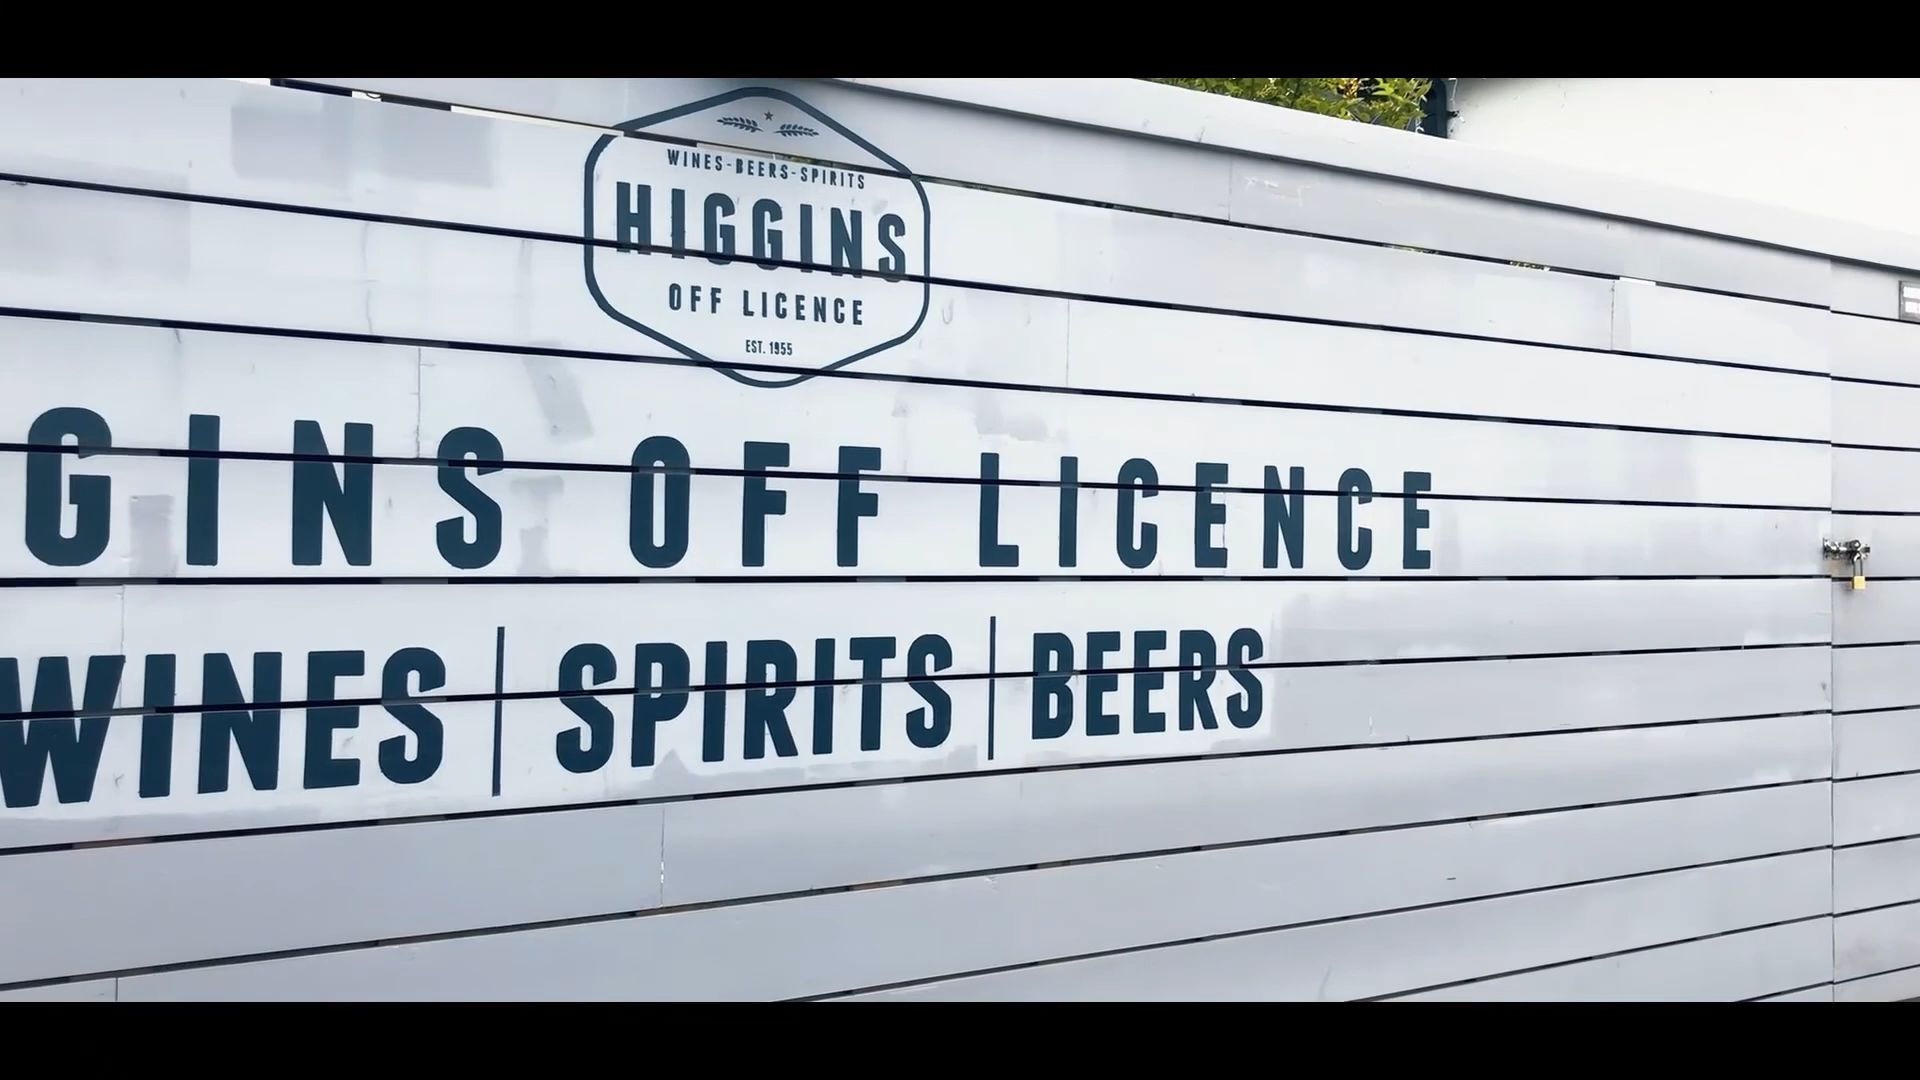 WINES-BEERS-SPIRITS
HIGGINS
OFF LICENCE
EST. 1955
GINS OFF LICENCE
WINES | SPIRITS | BEERS